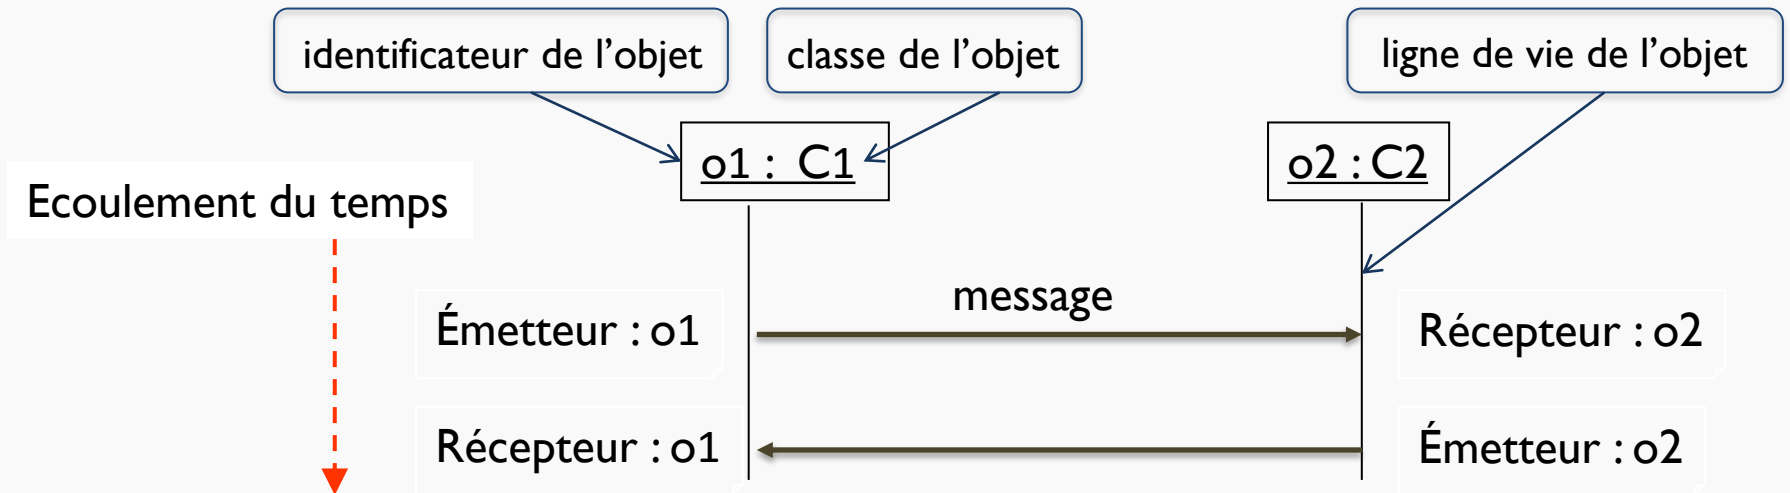 identificateur de l’objet
classe de l’objet
ligne de vie de l’objet
o1 : C1
o2 : C2
Ecoulement du temps
message
Émetteur : o1
Récepteur : o2
Récepteur : o1
Émetteur : o2